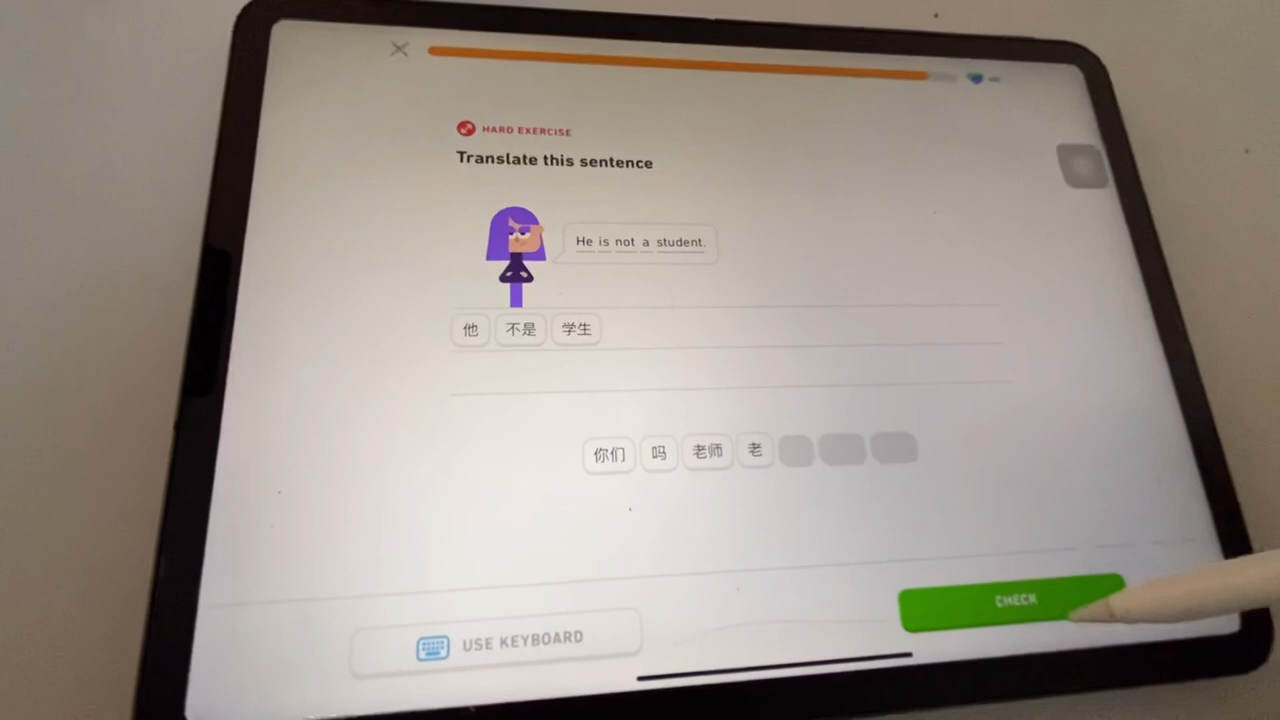 HARD EXERCISE
Translate this sentence
He is not a student.
他 不是 学生
你们 吗 老师 老
USE KEYBOARD
CHECK